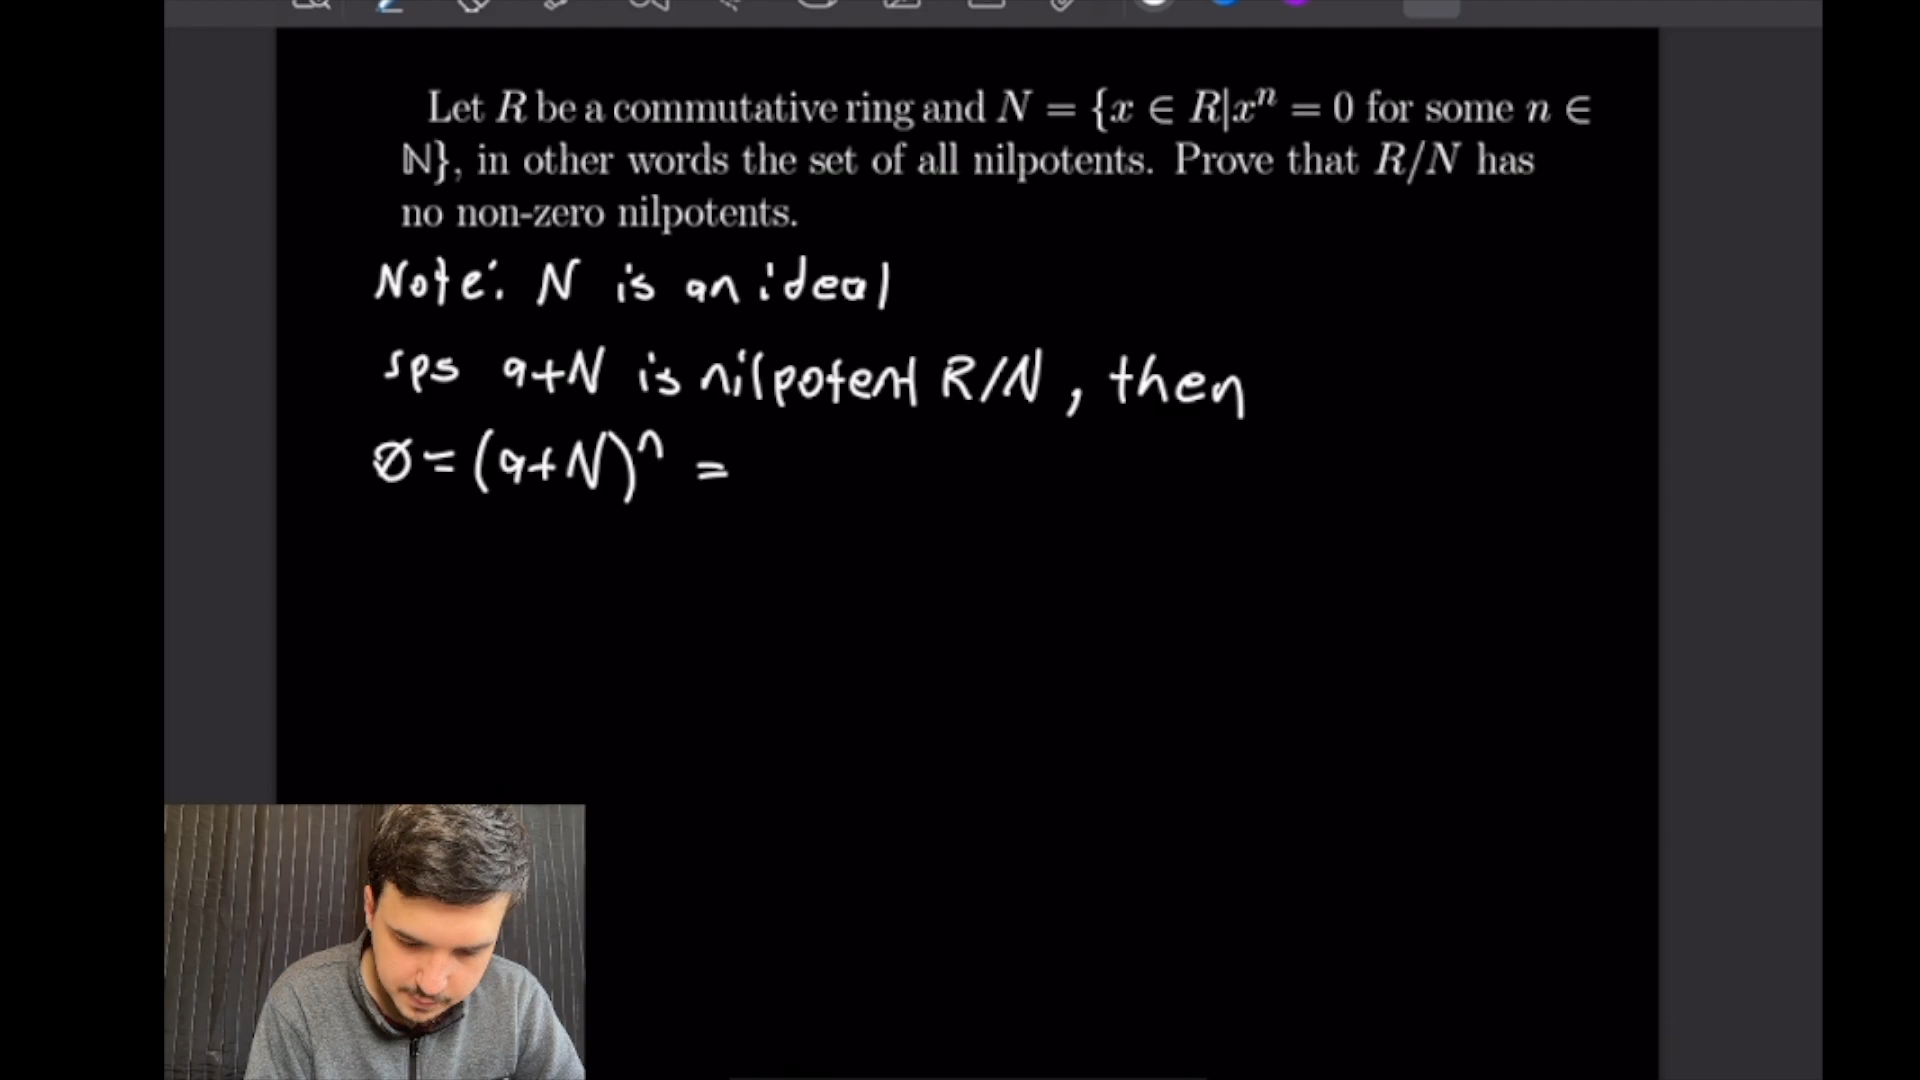 Let R be a commutative ring and N = {x ∈ R|xⁿ = 0 for some n ∈
ℕ}, in other words the set of all nilpotents. Prove that R/N has
no non-zero nilpotents.
Note: N is an ideal
sps a+N is nilpotent R/N, then
0 = (a+N)ⁿ =